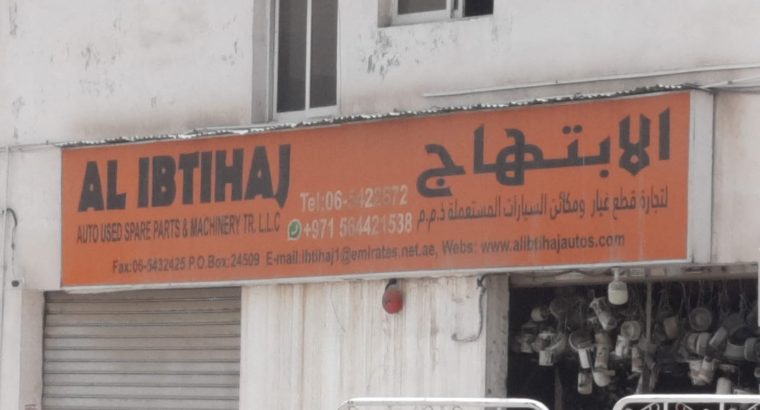 AL IBTIHAJ
الابتهاج
AUTO USED SPARE PARTS & MACHINERY TR. L.L.C
Tel:06-5422672
+971 564421538
لتجارة قطع غيار ومكائن السيارات المستعملة ذ.م.م
Fax:06-5432425 P.O.Box:24509 E-mail:ibtihaj1@emirates.net.ae, Webs: www.alibtihajautos.com